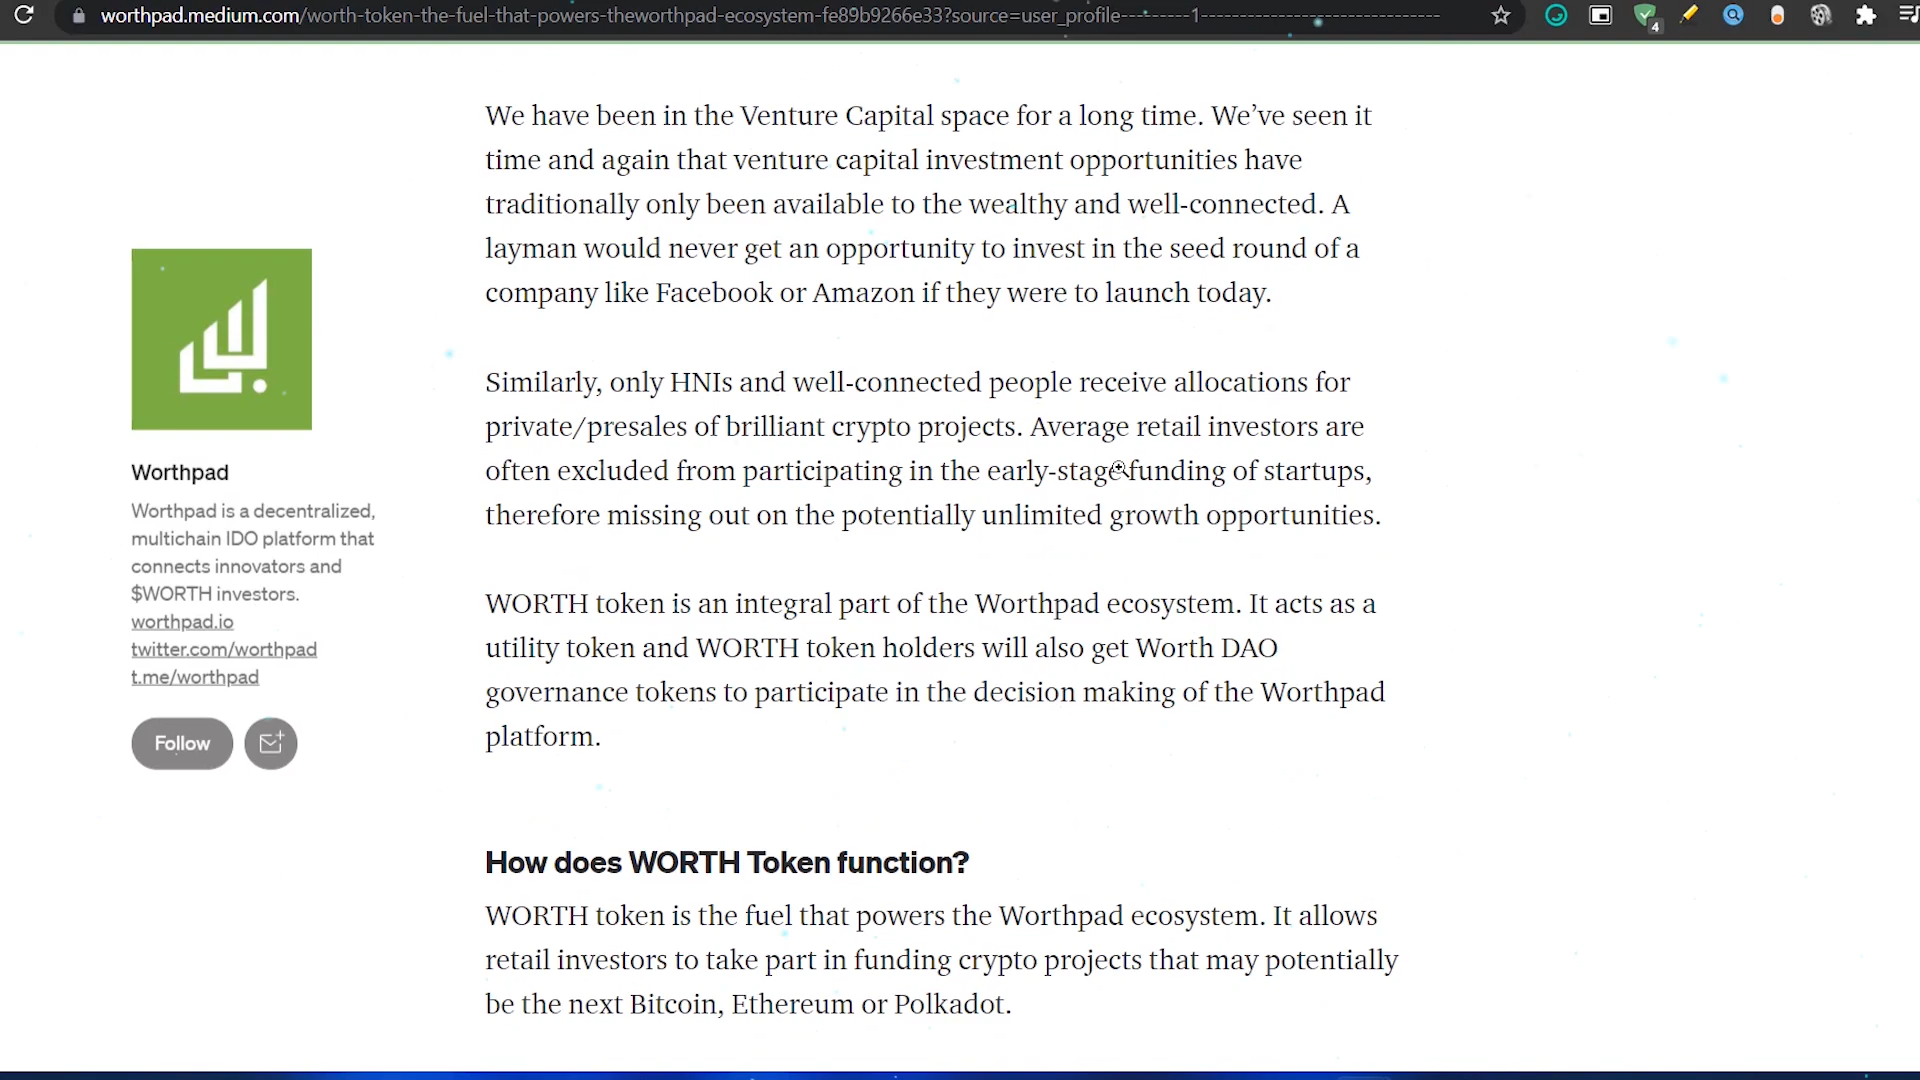 worthpad.medium.com/worth-token-the-fuel-that-powers-theworthpad-ecosystem-fe89b9266e33?source=user_profile---------1-------------------------------
4
We have been in the Venture Capital space for a long time. We’ve seen it
time and again that venture capital investment opportunities have
traditionally only been available to the wealthy and well-connected. A
layman would never get an opportunity to invest in the seed round of a
company like Facebook or Amazon if they were to launch today.
Similarly, only HNIs and well-connected people receive allocations for
private/presales of brilliant crypto projects. Average retail investors are
often excluded from participating in the early-stage funding of startups,
therefore missing out on the potentially unlimited growth opportunities.
WORTH token is an integral part of the Worthpad ecosystem. It acts as a
utility token and WORTH token holders will also get Worth DAO
governance tokens to participate in the decision making of the Worthpad
platform.
How does WORTH Token function?
WORTH token is the fuel that powers the Worthpad ecosystem. It allows
retail investors to take part in funding crypto projects that may potentially
be the next Bitcoin, Ethereum or Polkadot.
Worthpad
Worthpad is a decentralized,
multichain IDO platform that
connects innovators and
$WORTH investors.
worthpad.io
twitter.com/worthpad
t.me/worthpad
Follow